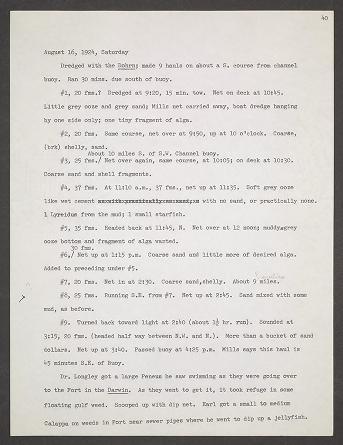 40
August 16, 1924, Saturday
Dredged with the Dohrn; made 9 hauls on about a S. course from channel
buoy. Ran 30 mins. due south of buoy.
#1, 20 fms.? Dredged at 9:20, 15 min. tow. Net on deck at 10:45.
Little grey ooze and grey sand; Mills net carried away, boat dredge hanging
by one side only; one tiny fragment of alga.
#2, 20 fms. Same course, net over at 9:50, up at 10 o'clock. Coarse,
(brk) shelly, sand.
About 10 miles S. of S.W. Channel buoy.
#3, 25 fms./ Net over again, same course, at 10:05; on deck at 10:30.
Coarse sand and shell fragments.
#4, 37 fms. At 11:10 a.m., 37 fms., net up at 11:35. Soft grey ooze
like wet cement with no sand, or practically none.
1 Lyreidus from the mud; 1 small starfish.
#5, 35 fms. Headed back at 11:45, N. Net over at 12 noon; muddy grey
ooze bottom and fragment of alga wanted.
30 fms.
#6,/ Net up at 1:15 p.m. Coarse sand and little more of desired alga.
Added to preceding under #5.
#7, 20 fms. Net in at 2:30. Coarse sand, shelly. About 9 miles.
#8, 25 fms. Running S.E. from #7. Net up at 2:45. Sand mixed with some
mud, as before.
#9. Turned back toward light at 2:40 (about 1½ hr. run). Sounded at
3:15, 20 fms. (headed half way between N.W. and N.). More than a bucket of sand
dollars. Net up at 3:40. Passed buoy at 4:25 p.m. Mills says this haul is
45 minutes S.E. of Buoy.
Dr. Longley got a large Peneus he saw swimming as they were going over
to the Fort in the Darwin. As they went to get it, it took refuge in some
floating gulf weed. Scooped up with dip net. Earl got a small to medium
Calappa on weeds in Fort near sewer pipes where he went to dip up a jellyfish.